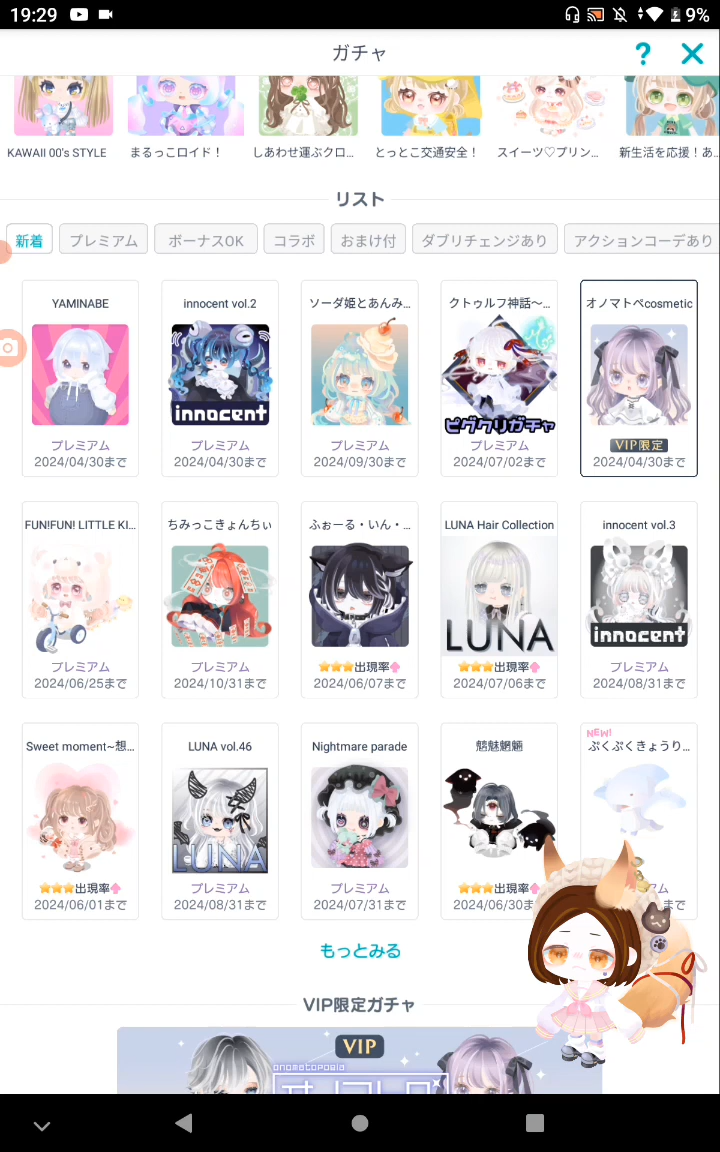 19:29
9%
ガチャ
?
KAWAII 00's STYLE
まるっこロイド！
しあわせ運ぶクロ...
とっとこ交通安全！
スイーツ♡プリン...
新生活を応援！あ...
リスト
新着
プレミアム
ボーナスOK
コラボ
おまけ付
ダブリチェンジあり
アクションコーデあり
YAMINABE
プレミアム
2024/04/30まで
innocent vol.2
innocent
プレミアム
2024/04/30まで
ソーダ姫とあんみ...
プレミアム
2024/09/30まで
クトゥルフ神話～...
ピグクリガチャ
プレミアム
2024/07/02まで
オノマトペcosmetic
VIP限定
2024/04/30まで
FUN!FUN! LITTLE KI...
プレミアム
2024/06/25まで
ちみっこきょんちぃ
プレミアム
2024/10/31まで
ふぉーる・いん・...
出現率
2024/06/07まで
LUNA Hair Collection
LUNA
出現率
2024/07/06まで
innocent vol.3
innocent
プレミアム
2024/08/31まで
Sweet moment~想...
出現率
2024/06/01まで
LUNA vol.46
LUNA
プレミアム
2024/08/31まで
Nightmare parade
プレミアム
2024/07/31まで
魑魅魍魎
出現率
2024/06/30まで
NEW!
ぷくぷくきょうり...
もっとみる
VIP限定ガチャ
VIP
onomatopoeia